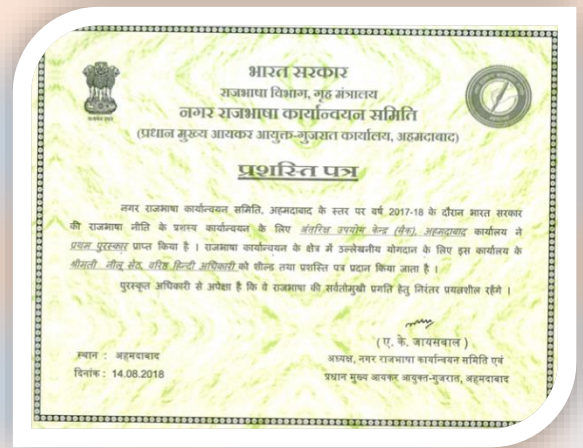 भारत सरकार
राजभाषा विभाग, गृह मंत्रालय
नगर राजभाषा कार्यान्वयन समिति
(प्रधान मुख्य आयकर आयुक्त-गुजरात कार्यालय, अहमदाबाद)
प्रशस्ति पत्र
नगर राजभाषा कार्यान्वयन समिति, अहमदाबाद के स्तर पर वर्ष 2017-18 के दौरान भारत सरकार
की राजभाषा नीति के प्रशस्य कार्यान्वयन के लिए अंतरिक्ष उपयोग केन्द्र (सैक), अहमदाबाद कार्यालय ने
प्रथम पुरस्कार प्राप्त किया है । राजभाषा कार्यान्वयन के क्षेत्र में उल्लेखनीय योगदान के लिए इस कार्यालय के
श्रीमती नीलू सेठ, वरिष्ठ हिन्दी अधिकारी को शील्ड तथा प्रशस्ति पत्र प्रदान किया जाता है ।
पुरस्कृत अधिकारी से अपेक्षा है कि वे राजभाषा की सर्वतोमुखी प्रगति हेतु निरंतर प्रयत्नशील रहेंगे ।
(ए. के. जायसवाल)
स्थान : अहमदाबाद
अध्यक्ष, नगर राजभाषा कार्यान्वयन समिति एवं
दिनांक : 14.08.2018
प्रधान मुख्य आयकर आयुक्त-गुजरात, अहमदाबाद